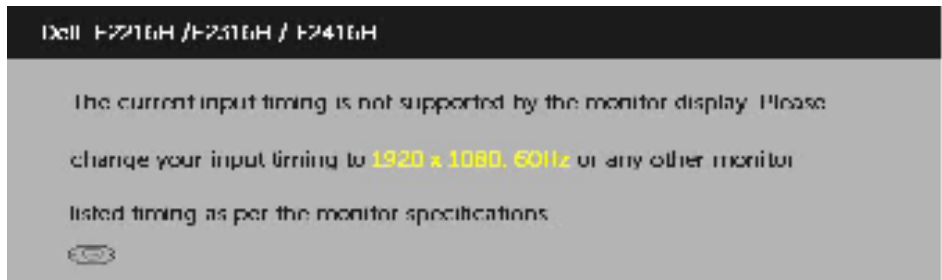 Dell E2216H /E2316H / E2416H
The current input timing is not supported by the monitor display. Please
change your input timing to 1920 x 1080, 60Hz or any other monitor
listed timing as per the monitor specifications.